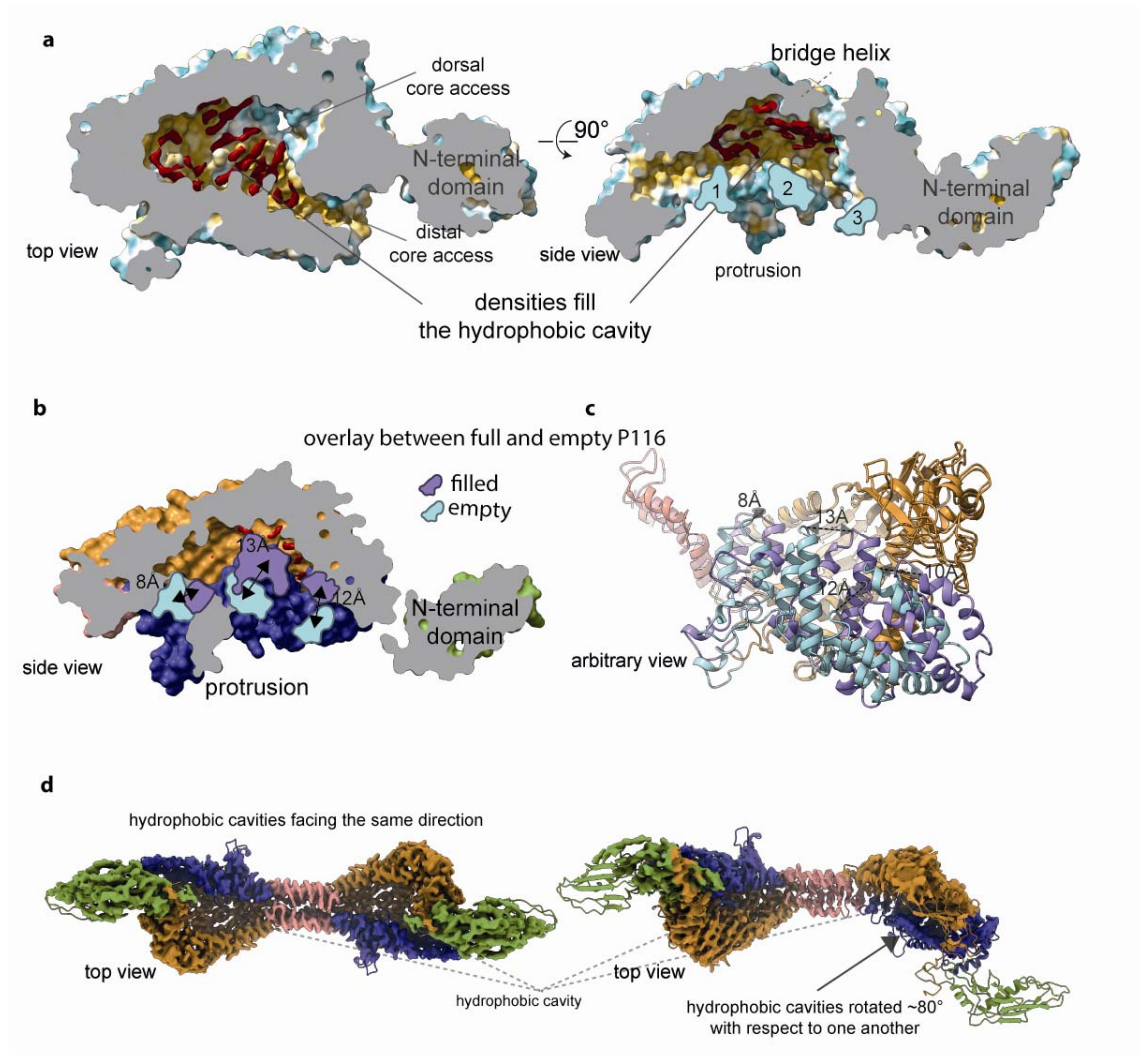 a
dorsal
core access
bridge helix
90°
N-terminal
domain
1
2
3
N-terminal
domain
top view
distal
core access
side view
protrusion
densities fill
the hydrophobic cavity
b
c
overlay between full and empty P116
filled
empty
13Å
8Å
12Å
N-terminal
domain
side view
protrusion
8Å
13Å
10Å
12Å
arbitrary view
d
hydrophobic cavities facing the same direction
top view
top view
hydrophobic cavity
hydrophobic cavities rotated ~80°
with respect to one another